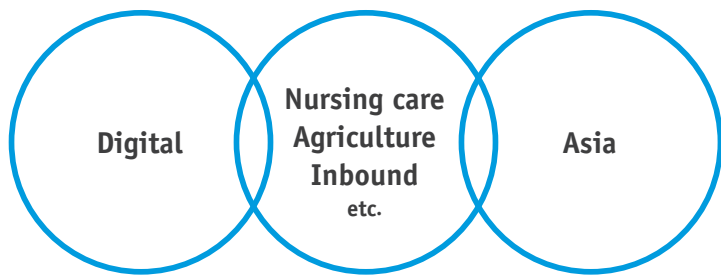 Digital
Nursing care
Agriculture
Inbound
etc.
Asia